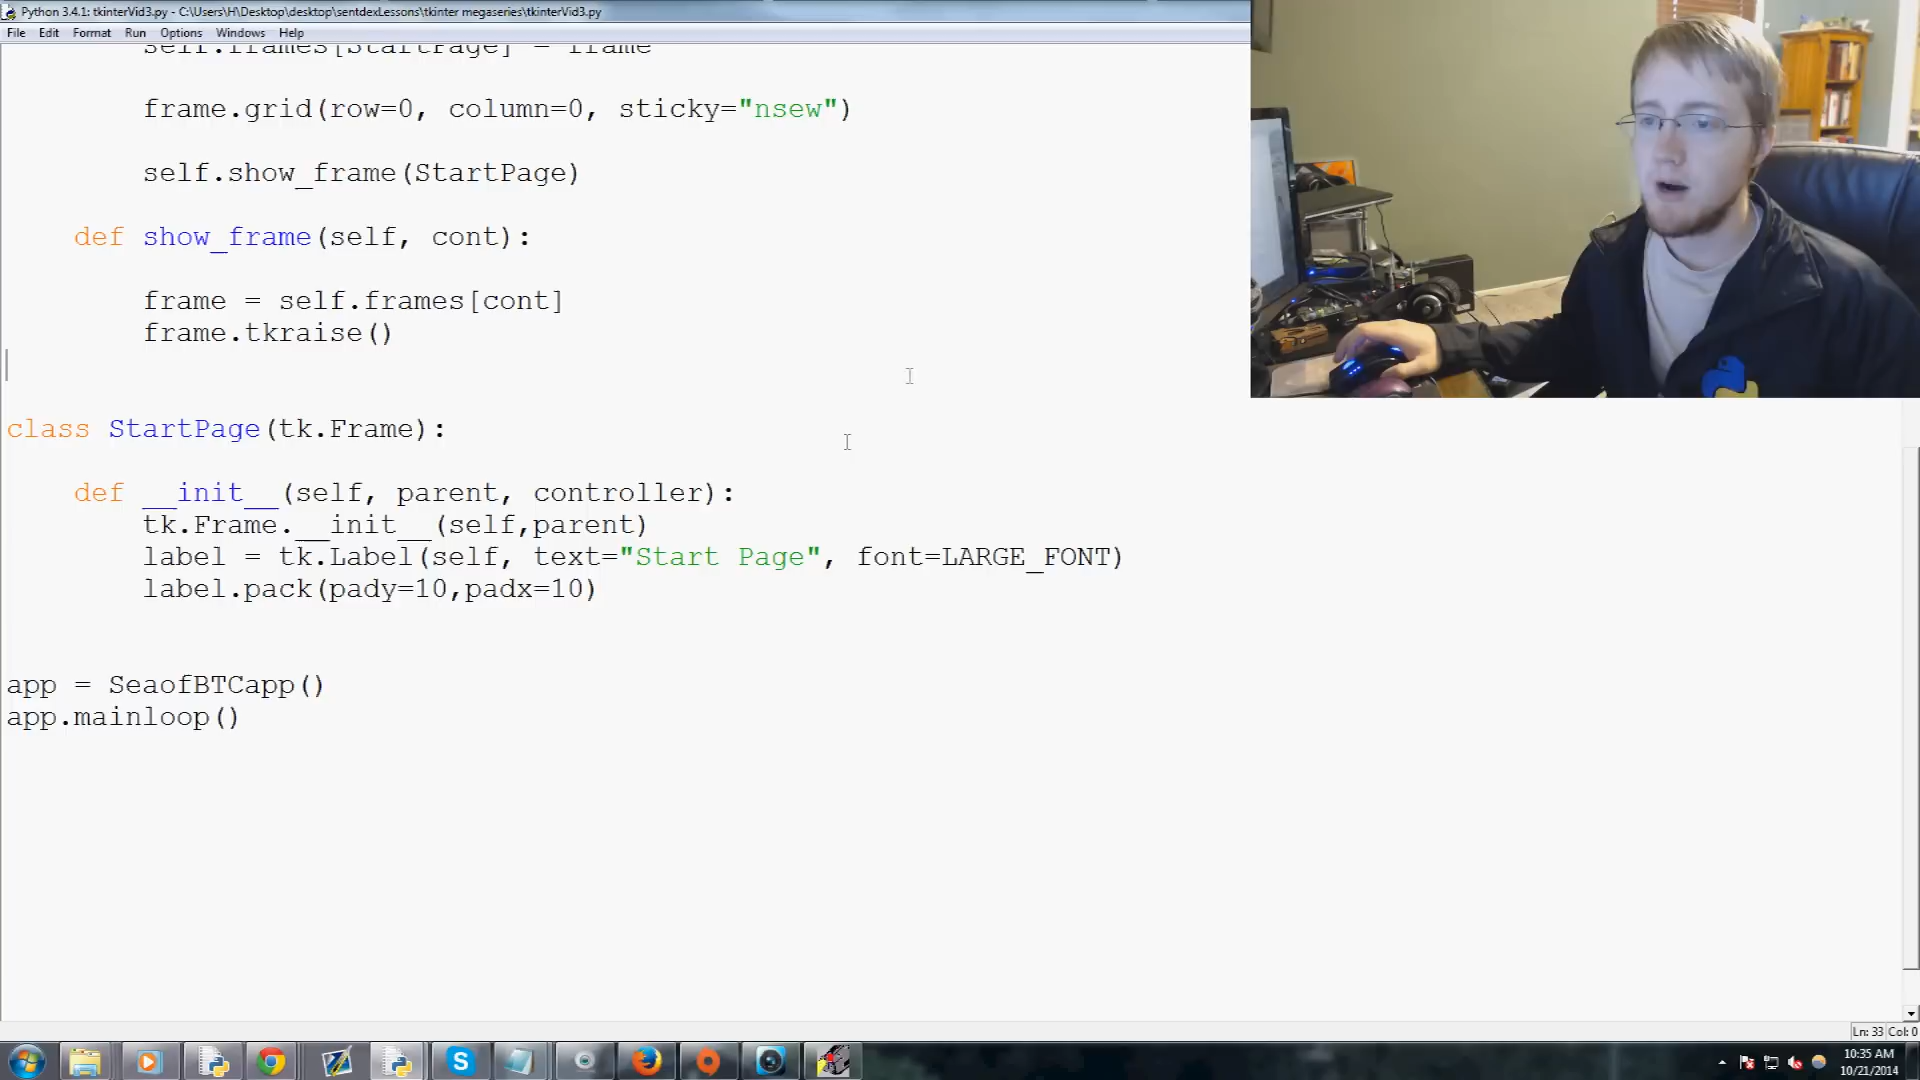 Python 3.4.1: tkinterVid3.py - C:\Users\H\Desktop\desktop\sentdexLessons\tkinter megaseries\tkinterVid3.py
File Edit Format Run Options Windows Help
self.frames[StartPage] = frame
frame.grid(row=0, column=0, sticky="nsew")
self.show_frame(StartPage)
def show_frame(self, cont):
frame = self.frames[cont]
frame.tkraise()
class StartPage(tk.Frame):
def __init__(self, parent, controller):
tk.Frame.__init__(self,parent)
label = tk.Label(self, text="Start Page", font=LARGE_FONT)
label.pack(pady=10,padx=10)
app = SeaofBTCapp()
app.mainloop()
Ln: 33 Col: 0
10:35 AM
10/21/2014